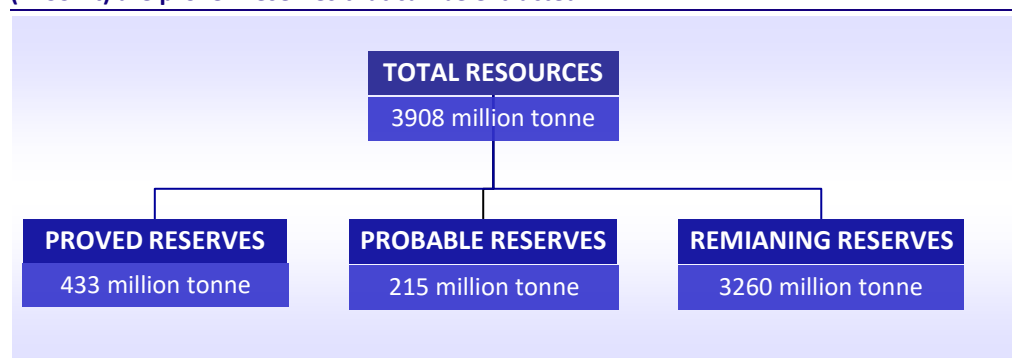 TOTAL RESOURCES
3908 million tonne
PROVED RESERVES
433 million tonne
PROBABLE RESERVES
215 million tonne
REMIANING RESERVES
3260 million tonne